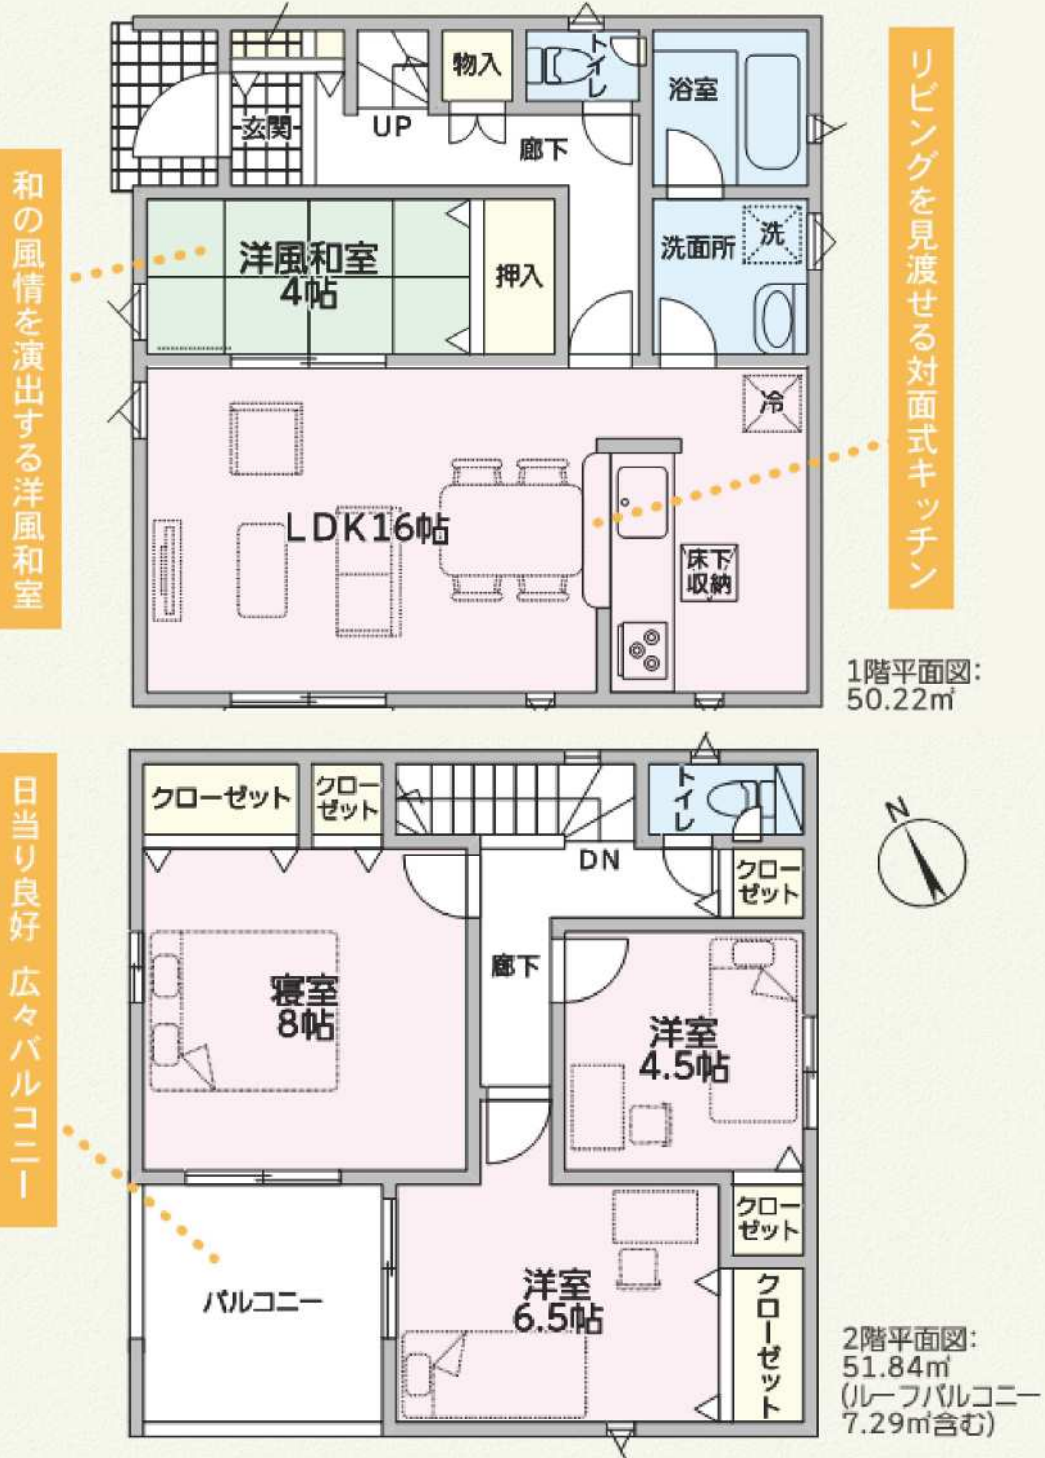 物入
トイレ
浴室
玄関
UP
廊下
洋風和室
4帖
押入
洗面所
洗
冷
LDK16帖
床下
収納
和の風情を演出する洋風和室
リビングを見渡せる対面式キッチン
1階平面図:
50.22㎡
クローゼット
クロー
ゼット
トイレ
DN
クロー
ゼット
N
廊下
寝室
8帖
洋室
4.5帖
クロー
ゼット
バルコニー
洋室
6.5帖
クローゼット
日当り良好 広々バルコニー
2階平面図:
51.84㎡
(ルーフバルコニー
7.29㎡含む)